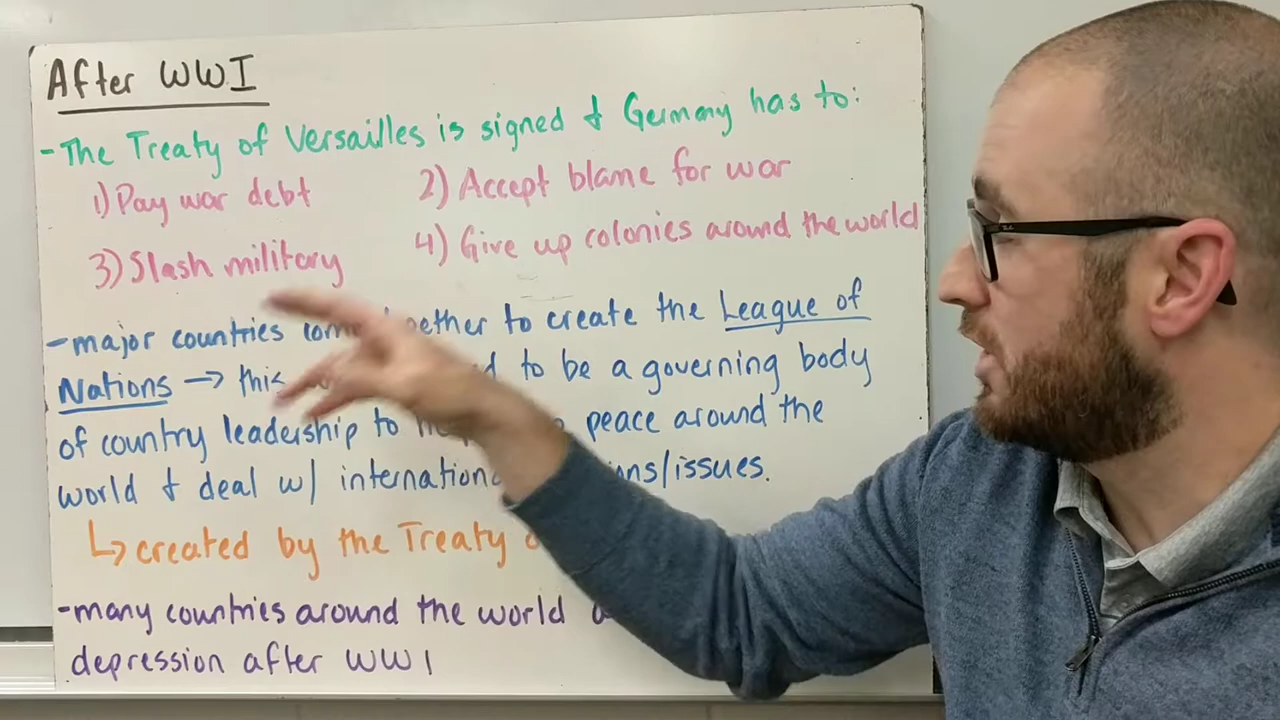 After WWI
-The Treaty of Versailles is signed & Germany has to:
1) Pay war debt 2) Accept blame for war
3) Slash military 4) Give up colonies around the world
-major countries together to create the League of
Nations → this to be a governing body
of country leadership to peace around the
world & deal w/ issues.
↳ created by the Treaty
-many countries around the world
depression after WW1